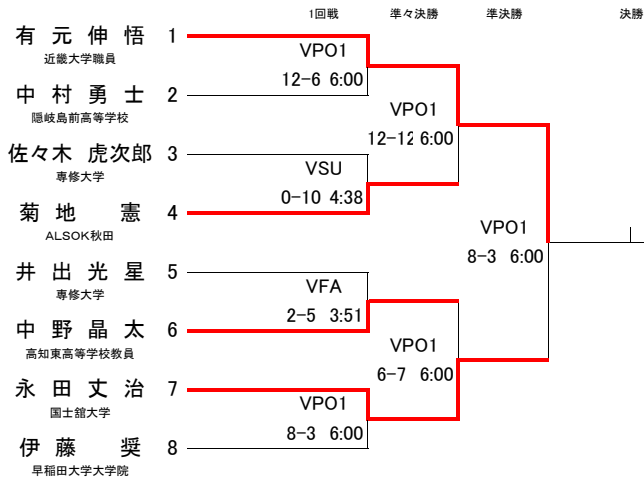 1回戦 準々決勝 準決勝 決勝
有元伸悟 1
近畿大学職員
VPO1
12-6 6:00
中村勇士 2
隠岐島前高等学校
VPO1
12-12 6:00
佐々木 虎次郎 3
専修大学
VSU
0-10 4:38
菊地 憲 4
ALSOK秋田
VPO1
8-3 6:00
井出光星 5
専修大学
VFA
2-5 3:51
中野晶太 6
高知東高等学校教員
VPO1
6-7 6:00
永田丈治 7
国士舘大学
VPO1
8-3 6:00
伊藤 奨 8
早稲田大学大学院